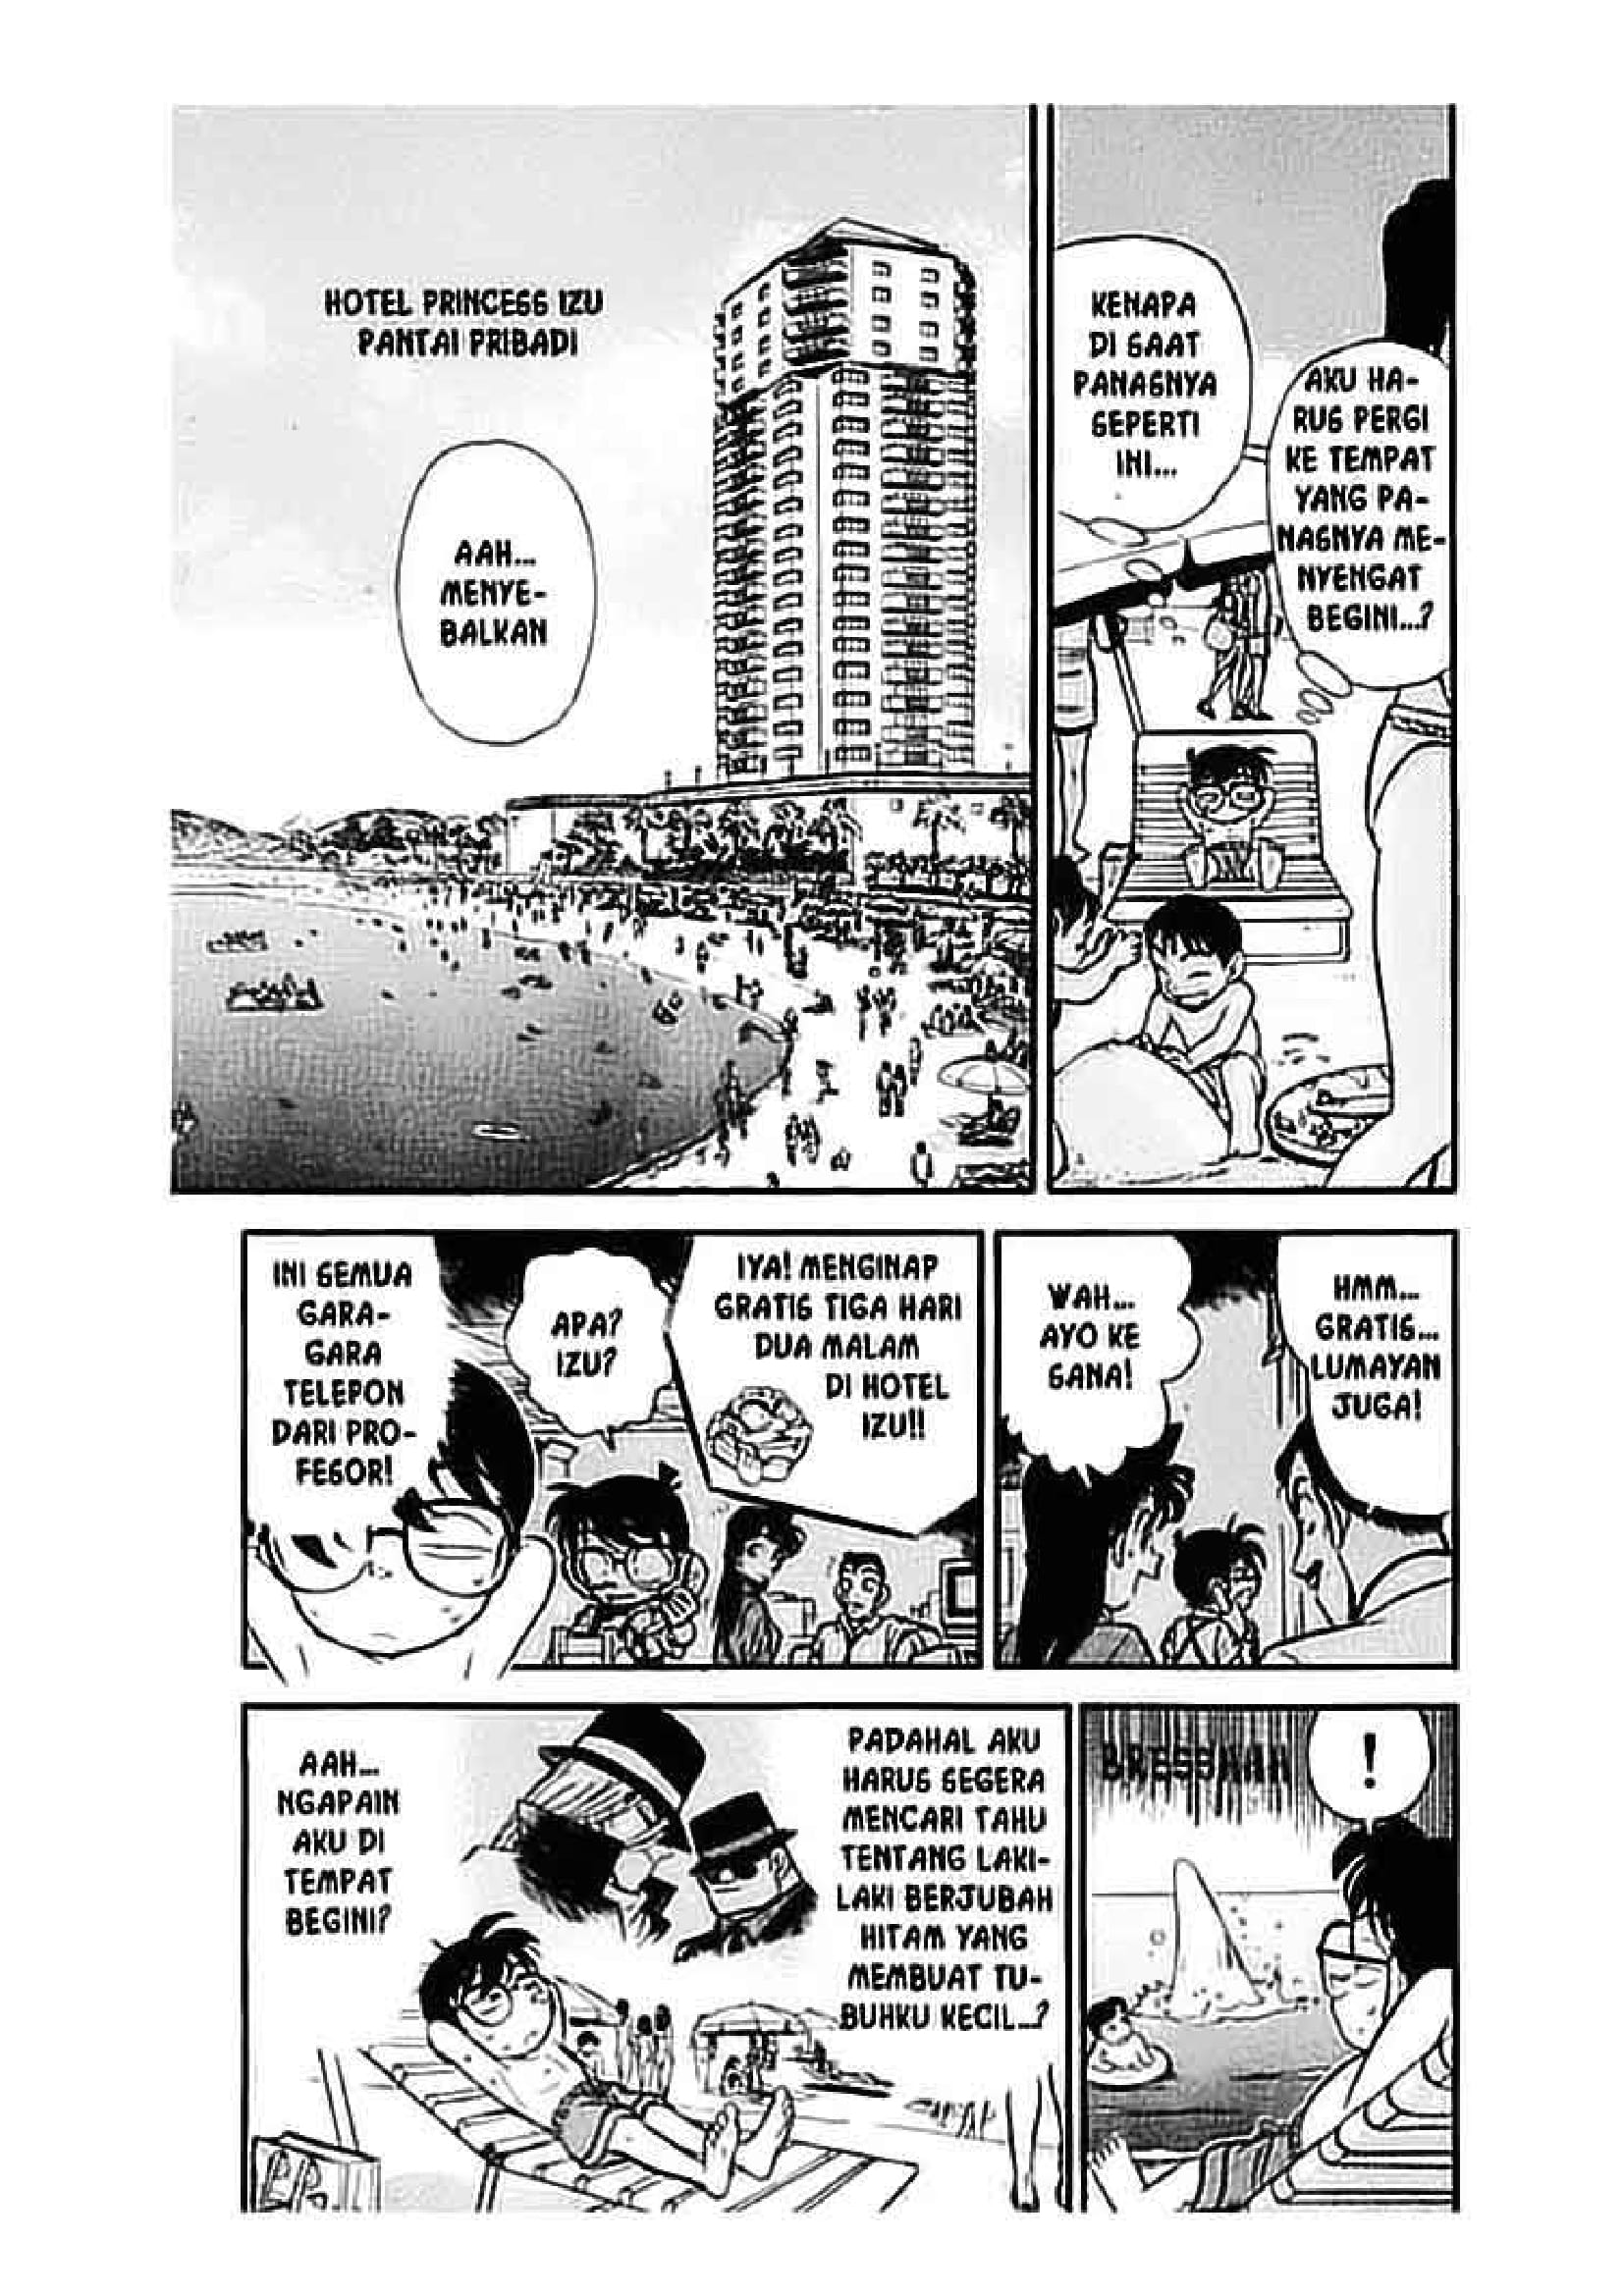 HOTEL PRINCESS IZU
PANTAI PRIBADI
AAH...
MENYE-
BALKAN
KENAPA
DI SAAT
PANASNYA
SEPERTI
INI...
AKU HA-
RUS PERGI
KE TEMPAT
YANG PA-
NASNYA ME-
NYENGAT
BEGINI...?
INI SEMUA
GARA-
GARA
TELEPON
DARI PRO-
FESOR!
APA?
IZU?
IYA! MENGINAP
GRATIS TIGA HARI
DUA MALAM
DI HOTEL
IZU!!
WAH...
AYO KE
SANA!
HMM...
GRATIS...
LUMAYAN
JUGA!
AAH...
NGAPAIN
AKU DI
TEMPAT
BEGINI?
PADAHAL AKU
HARUS SEGERA
MENCARI TAHU
TENTANG LAKI-
LAKI BERJUBAH
HITAM YANG
MEMBUAT TU-
BUHKU KECIL...?
BRESSHHH
!